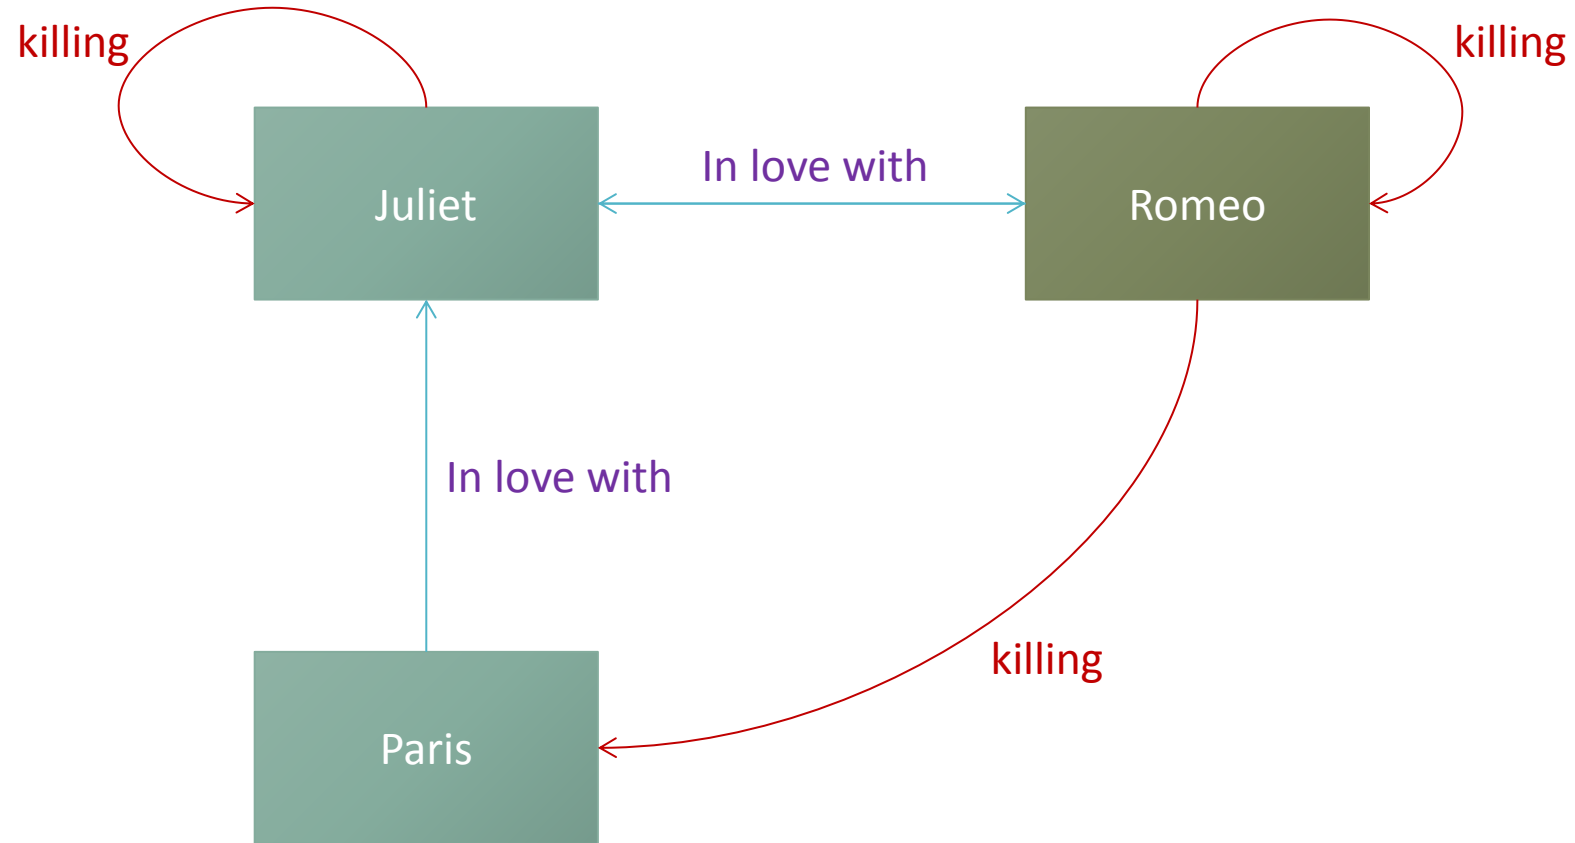 killing
killing
In love with
Juliet
Romeo
In love with
killing
Paris